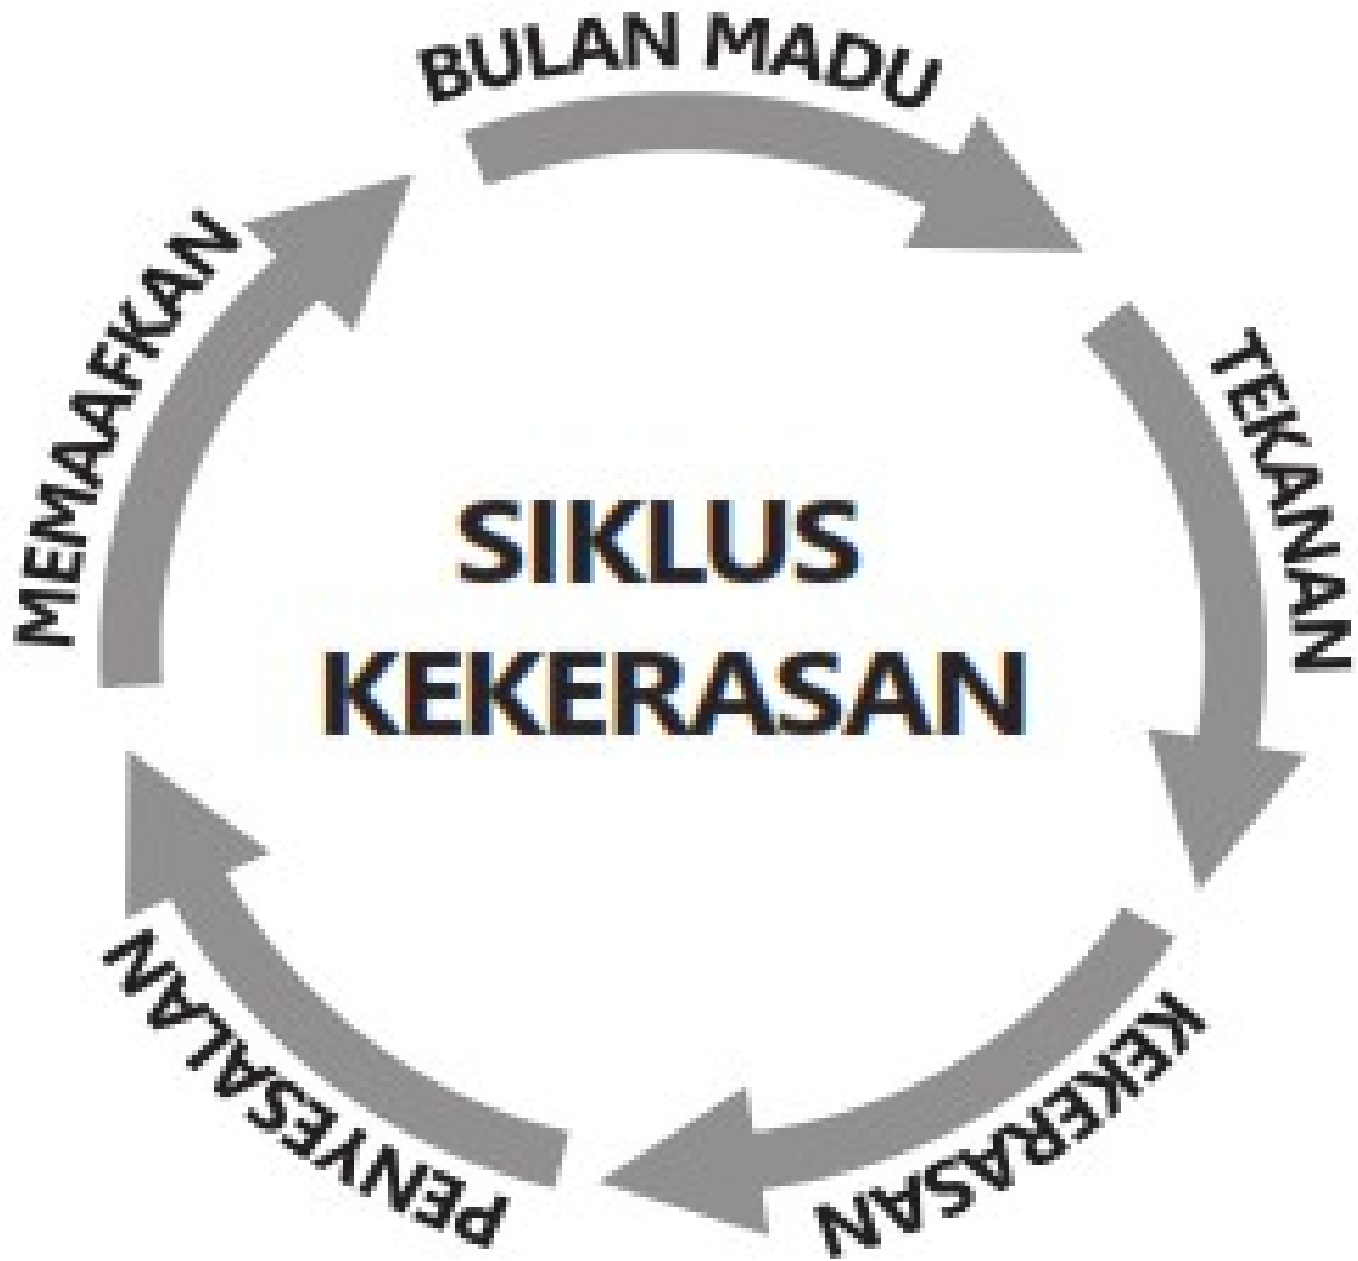 BULAN MADU
TEKANAN
KEKERASAN
PENYESALAN
MEMAAFKAN
SIKLUS
KEKERASAN